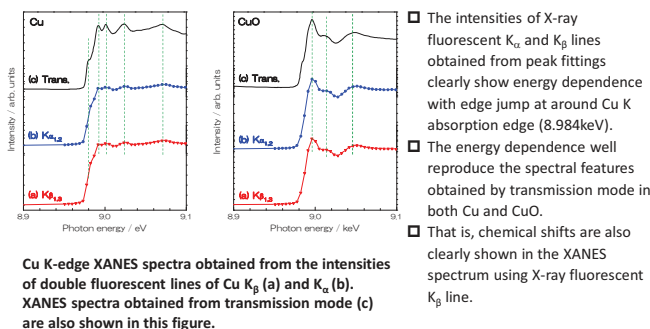 Cu
(c) Trans.
(b) Kα1,2
(a) Kβ1,3
Intensity / arb. units
8.9 9.0 9.1
Photon energy / eV
CuO
(c) Trans.
(b) Kα1,2
(a) Kβ1,3
Intensity / arb. units
8.9 9.0 9.1
Photon energy / keV
Cu K-edge XANES spectra obtained from the intensities
of double fluorescent lines of Cu Kβ (a) and Kα (b).
XANES spectra obtained from transmission mode (c)
are also shown in this figure.
❑ The intensities of X-ray
fluorescent Kα and Kβ lines
obtained from peak fittings
clearly show energy dependence
with edge jump at around Cu K
absorption edge (8.984keV).
❑ The energy dependence well
reproduce the spectral features
obtained by transmission mode in
both Cu and CuO.
❑ That is, chemical shifts are also
clearly shown in the XANES
spectrum using X-ray fluorescent
Kβ line.